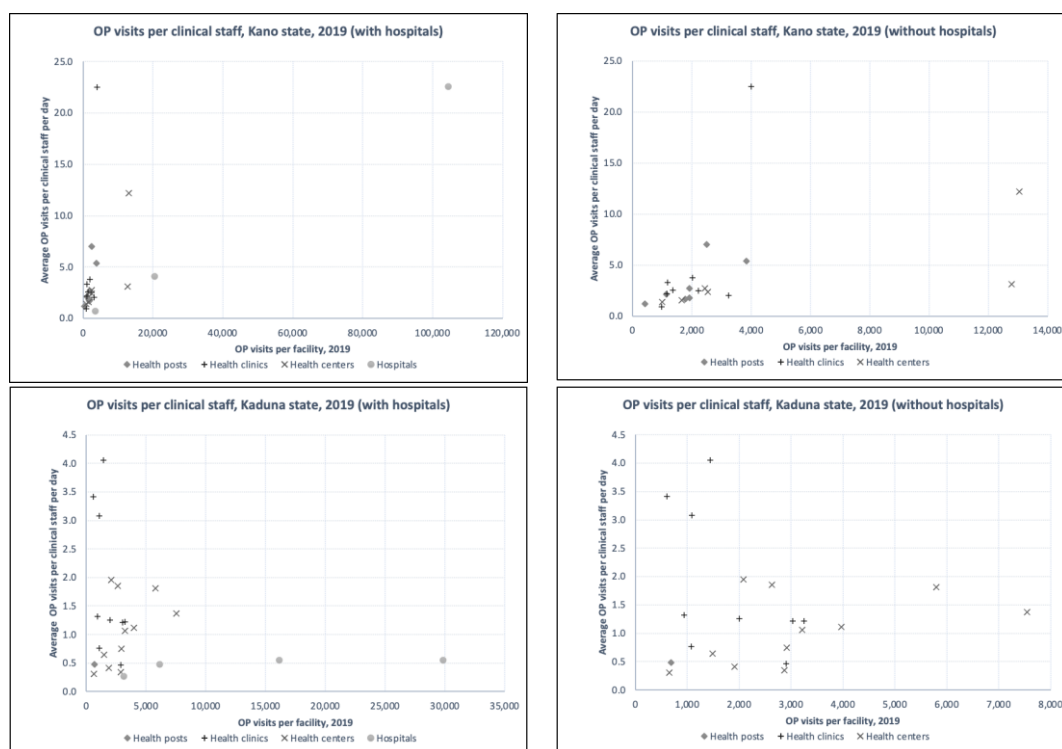 OP visits per clinical staff, Kano state, 2019 (with hospitals)
Average OP visits per clinical staff per day
25.0
20.0
15.0
10.0
5.0
0.0
0 20,000 40,000 60,000 80,000 100,000 120,000
OP visits per facility, 2019
Health posts Health clinics Health centers Hospitals
OP visits per clinical staff, Kano state, 2019 (without hospitals)
Average OP visits per clinical staff per day
25.0
20.0
15.0
10.0
5.0
0.0
0 2,000 4,000 6,000 8,000 10,000 12,000 14,000
OP visits per facility, 2019
Health posts Health clinics Health centers
OP visits per clinical staff, Kaduna state, 2019 (with hospitals)
Average OP visits per clinical staff per day
4.5
4.0
3.5
3.0
2.5
2.0
1.5
1.0
0.5
0.0
0 5,000 10,000 15,000 20,000 25,000 30,000 35,000
OP visits per facility, 2019
Health posts Health clinics Health centers Hospitals
OP visits per clinical staff, Kaduna state, 2019 (without hospitals)
Average OP visits per clinical staff per day
4.5
4.0
3.5
3.0
2.5
2.0
1.5
1.0
0.5
0.0
0 1,000 2,000 3,000 4,000 5,000 6,000 7,000 8,000
OP visits per facility, 2019
Health posts Health clinics Health centers